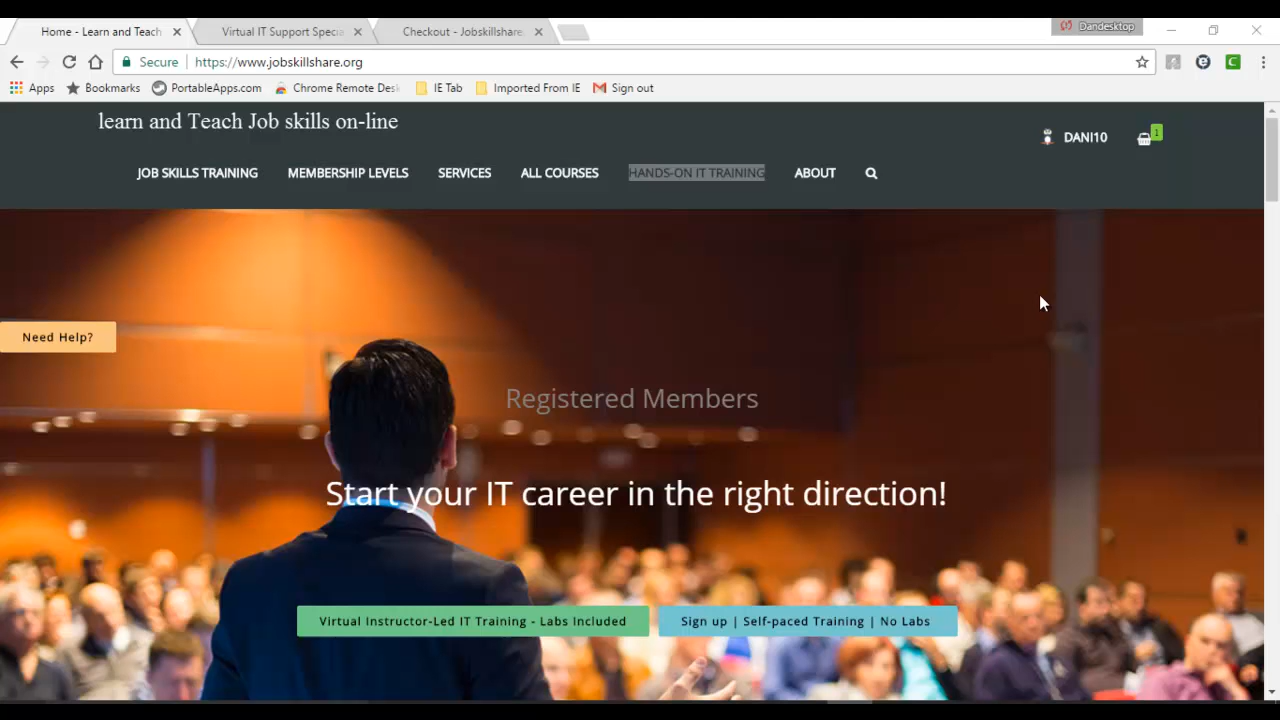 Home - Learn and Teach
Virtual IT Support Speci
Checkout - Jobskillshare
Dandesktop
Secure
https://www.jobskillshare.org
Apps
Bookmarks
PortableApps.com
Chrome Remote Des
IE Tab
Imported From IE
Sign out
learn and Teach Job skills on-line
DANI10
1
JOB SKILLS TRAINING
MEMBERSHIP LEVELS
SERVICES
ALL COURSES
HANDS-ON IT TRAINING
ABOUT
Need Help?
Registered Members
Start your IT career in the right direction!
Virtual Instructor-Led IT Training - Labs Included
Sign up | Self-paced Training | No Labs